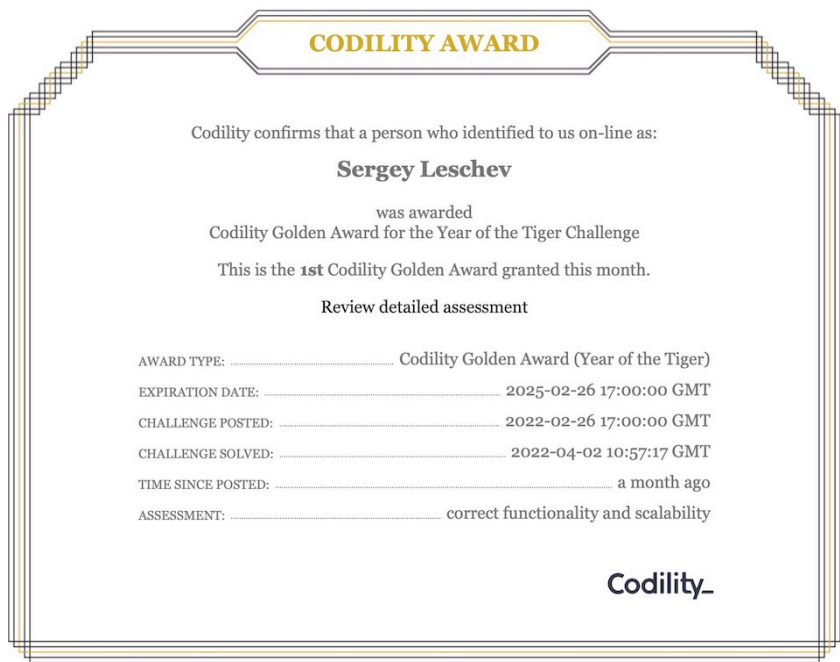 CODILITY AWARD
Codility confirms that a person who identified to us on-line as:
Sergey Leschev
was awarded
Codility Golden Award for the Year of the Tiger Challenge
This is the 1st Codility Golden Award granted this month.
Review detailed assessment
AWARD TYPE: Codility Golden Award (Year of the Tiger)
EXPIRATION DATE: 2025-02-26 17:00:00 GMT
CHALLENGE POSTED: 2022-02-26 17:00:00 GMT
CHALLENGE SOLVED: 2022-04-02 10:57:17 GMT
TIME SINCE POSTED: a month ago
ASSESSMENT: correct functionality and scalability
Codility_